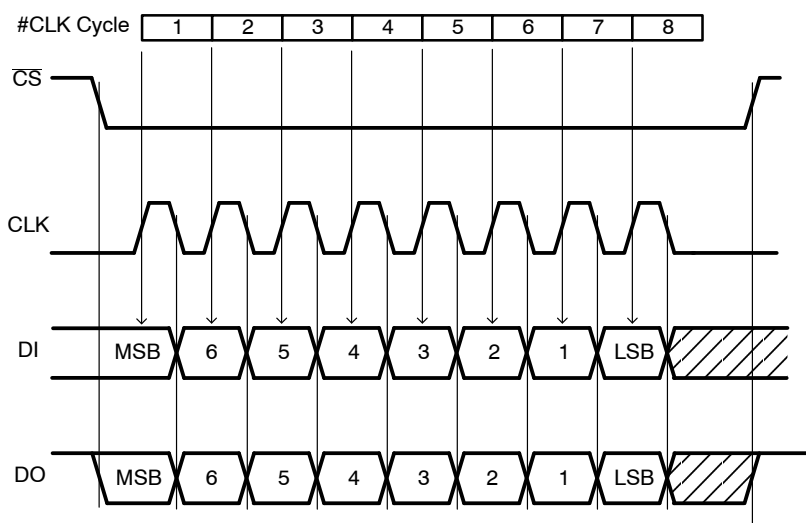 #CLK Cycle 1 2 3 4 5 6 7 8
CS
CLK
DI MSB 6 5 4 3 2 1 LSB
DO MSB 6 5 4 3 2 1 LSB